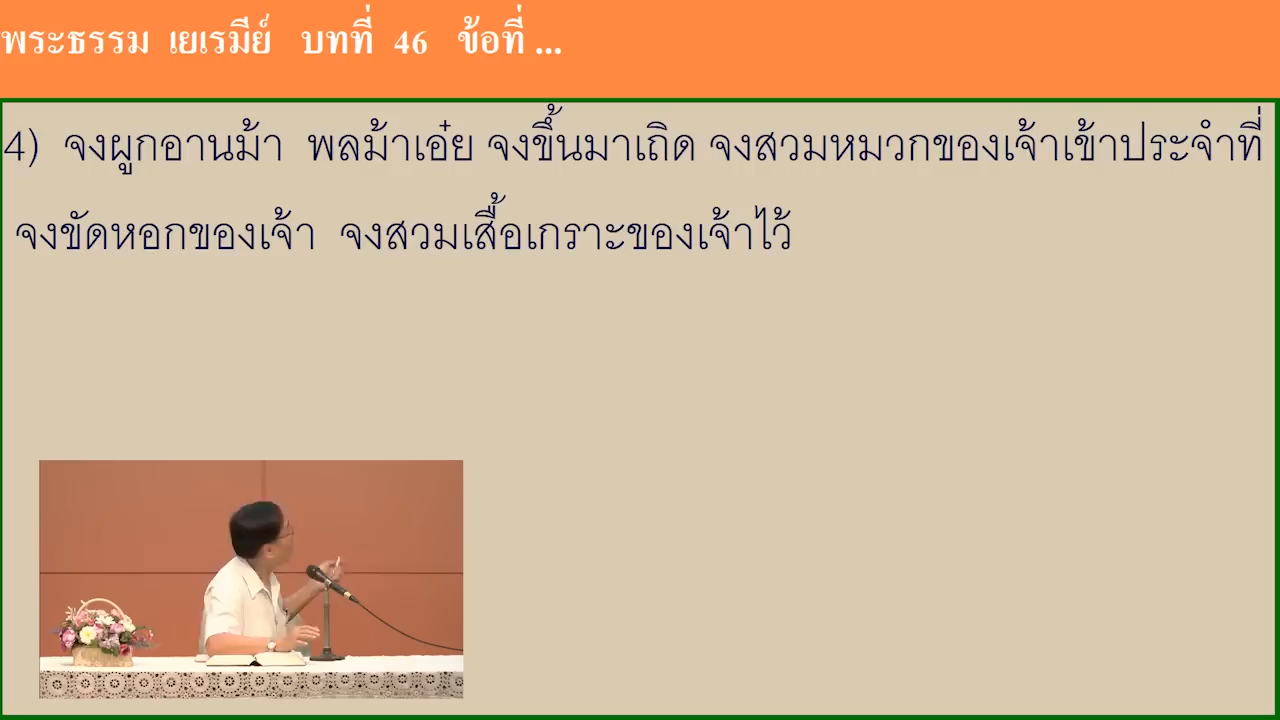 พระธรรม เยเรมีย์ บทที่ 46 ข้อที่ ...
4) จงผูกอานม้า พลม้าเอ๋ย จงขึ้นมาเถิด จงสวมหมวกของเจ้าเข้าประจำที่
จงขัดหอกของเจ้า จงสวมเสื้อเกราะของเจ้าไว้